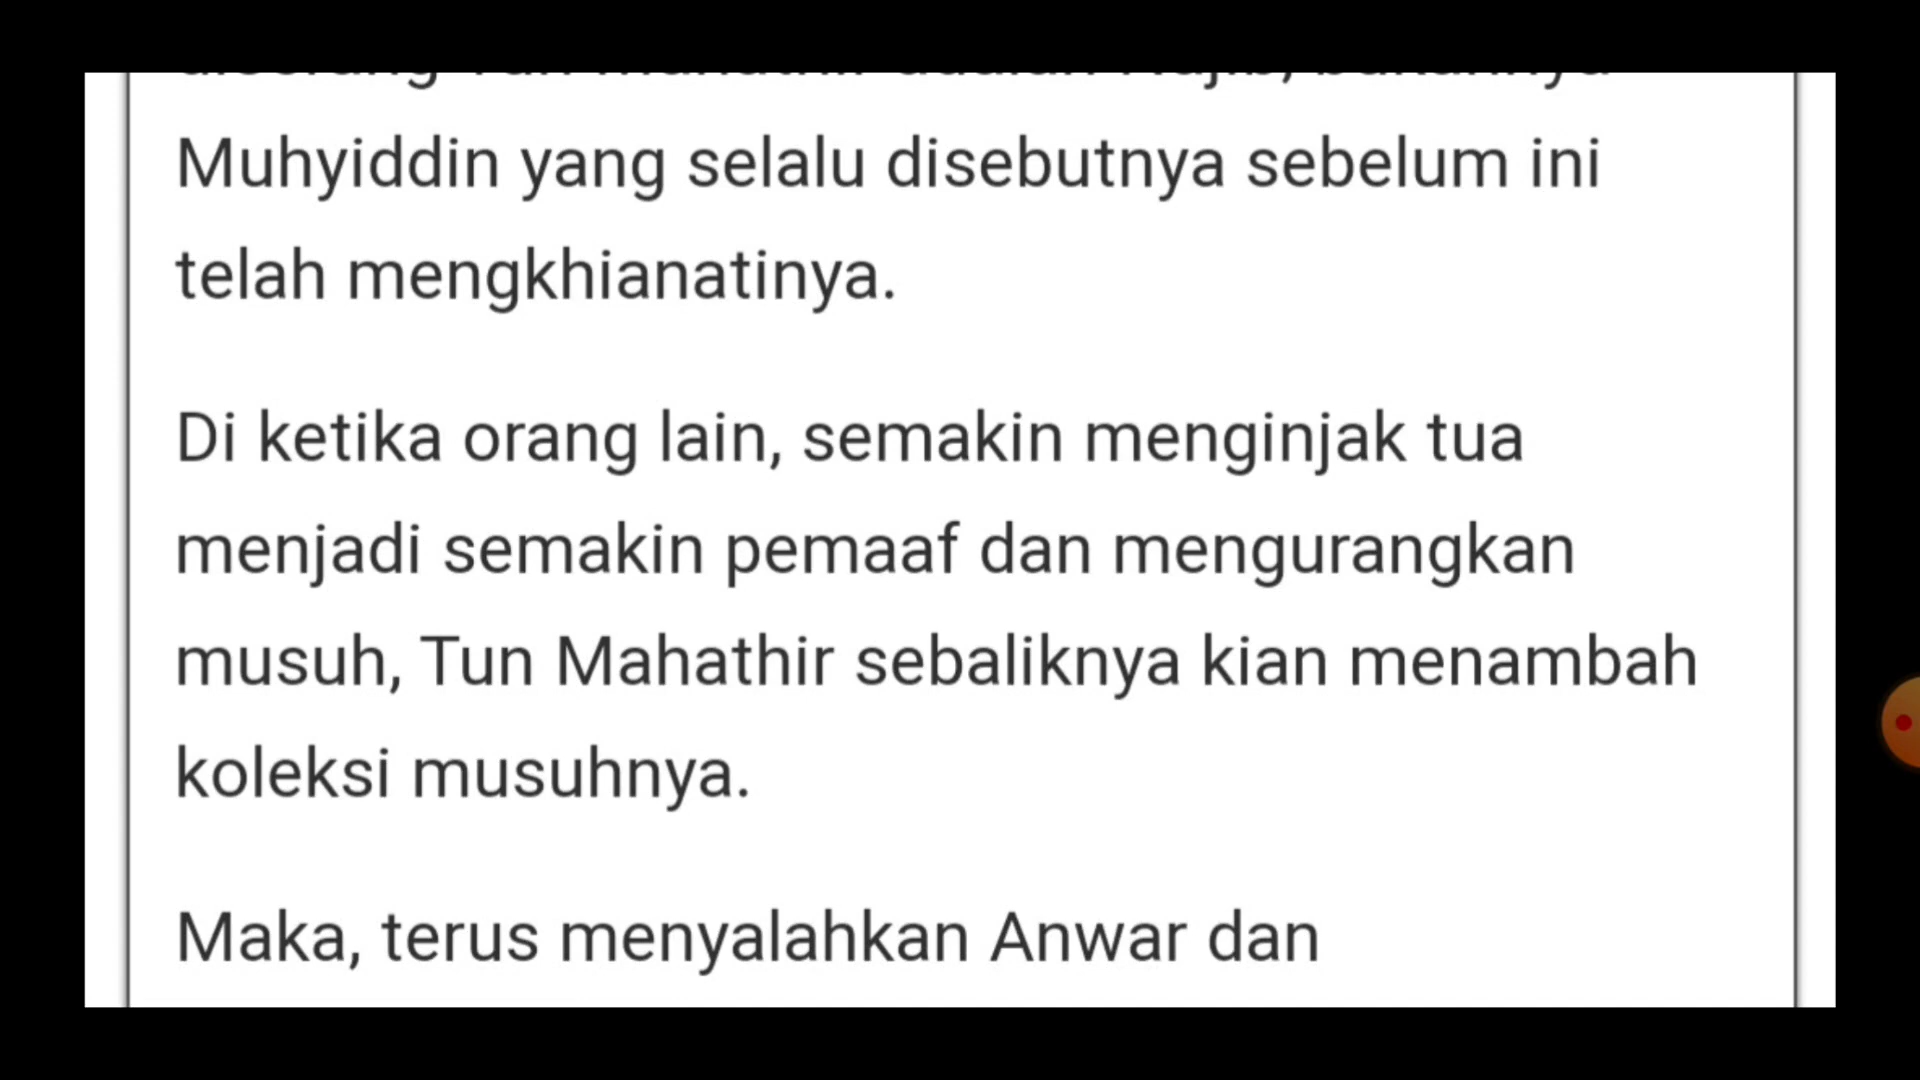 Muhyiddin yang selalu disebutnya sebelum ini
telah mengkhianatinya.
Di ketika orang lain, semakin menginjak tua
menjadi semakin pemaaf dan mengurangkan
musuh, Tun Mahathir sebaliknya kian menambah
koleksi musuhnya.
Maka, terus menyalahkan Anwar dan